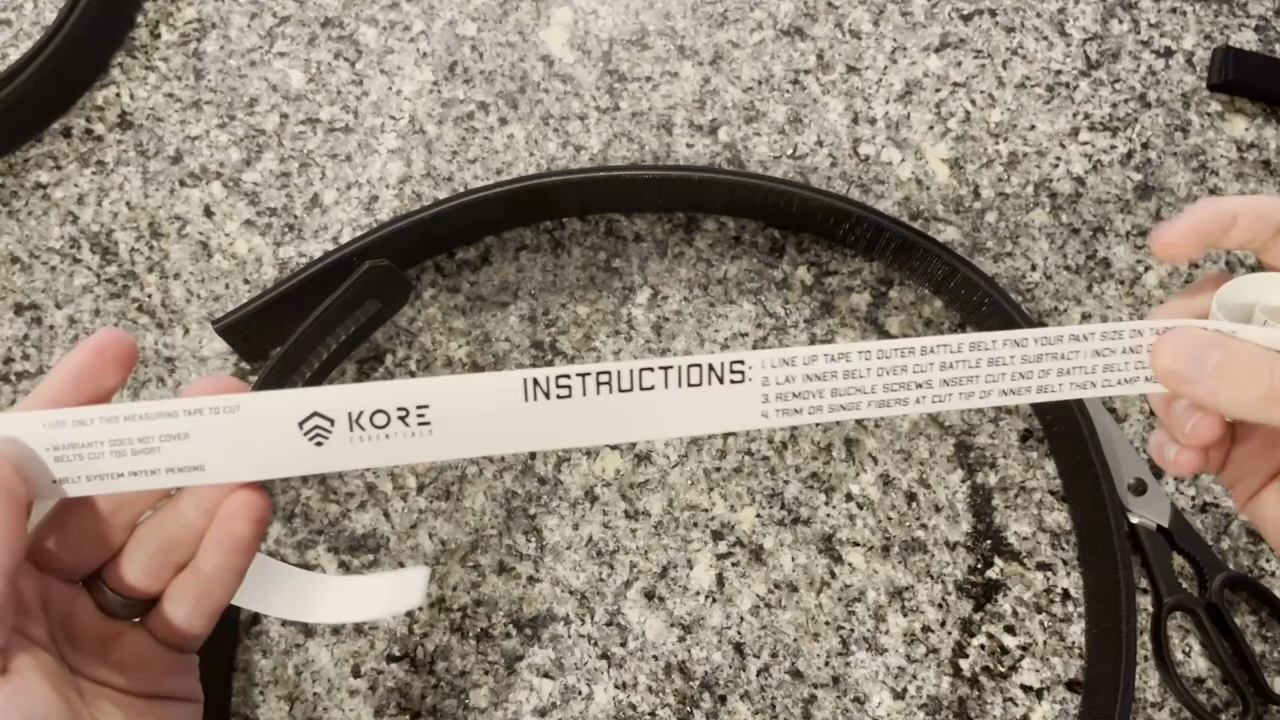 • USE ONLY THIS MEASURING TAPE TO CUT
• WARRANTY DOES NOT COVER
BELTS CUT TOO SHORT
• BELT SYSTEM PATENT PENDING
KORE
ESSENTIALS
INSTRUCTIONS:
1. LINE UP TAPE TO OUTER BATTLE BELT, FIND YOUR PANT SIZE ON
2. LAY INNER BELT OVER CUT BATTLE BELT, SUBTRACT 1 INCH AND
3. REMOVE BUCKLE SCREWS, INSERT CUT END OF BATTLE BELT,
4. TRIM OR SINGE FIBERS AT CUT TIP OF INNER BELT, THEN CLAMP